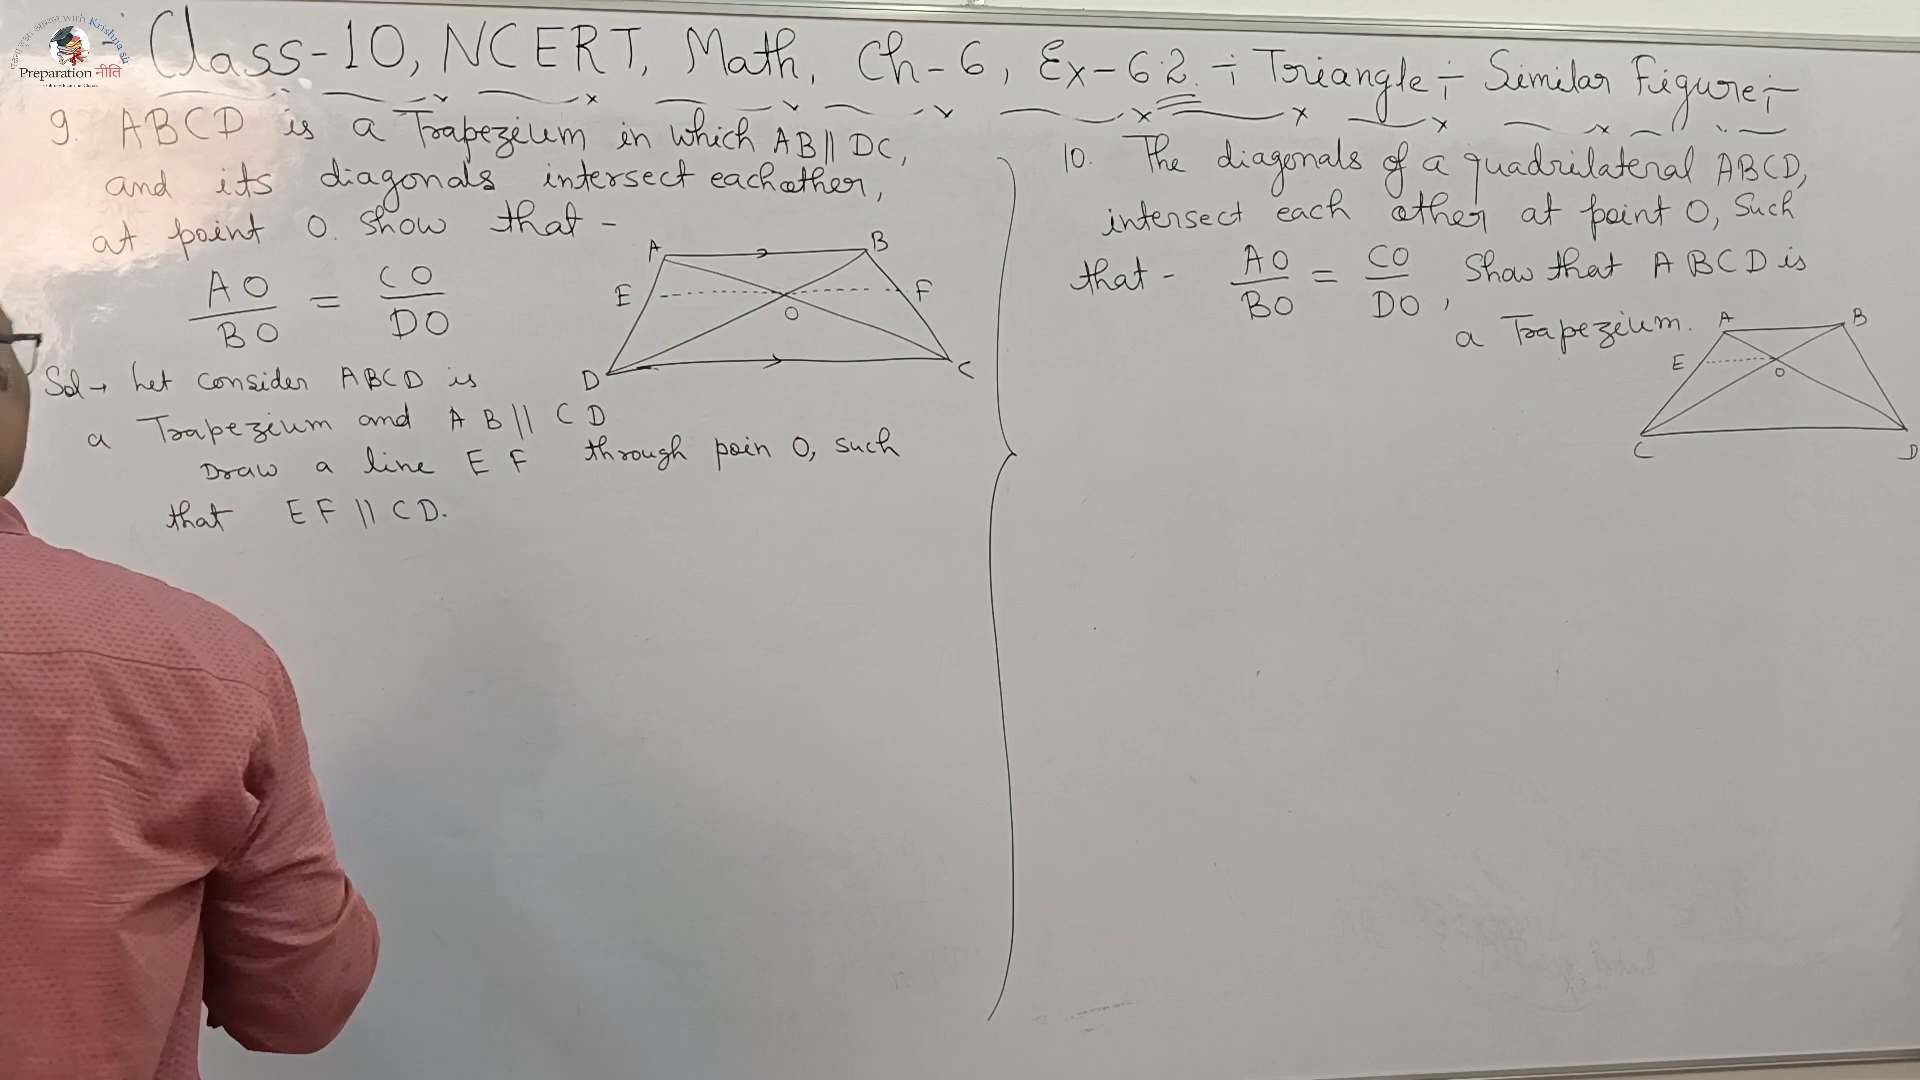 Preparation नीति
Class-10, NCERT, Math, Ch-6, Ex-6.2 ÷ Triangle ÷ Similar Figure ÷
9. ABCD is a Trapezium in which AB || DC,
and its diagonals intersect eachother,
at point O. show that -
AO/BO = CO/DO
A
B
E
F
O
D
C
Sol → Let consider ABCD is
a Trapezium and AB || CD
Draw a line EF through poin O, such
that EF || CD.
10. The diagonals of a quadrilateral ABCD,
intersect each other at point O, Such
that - AO/BO = CO/DO, Show that ABCD is
a Trapezium.
A
B
E
O
C
D